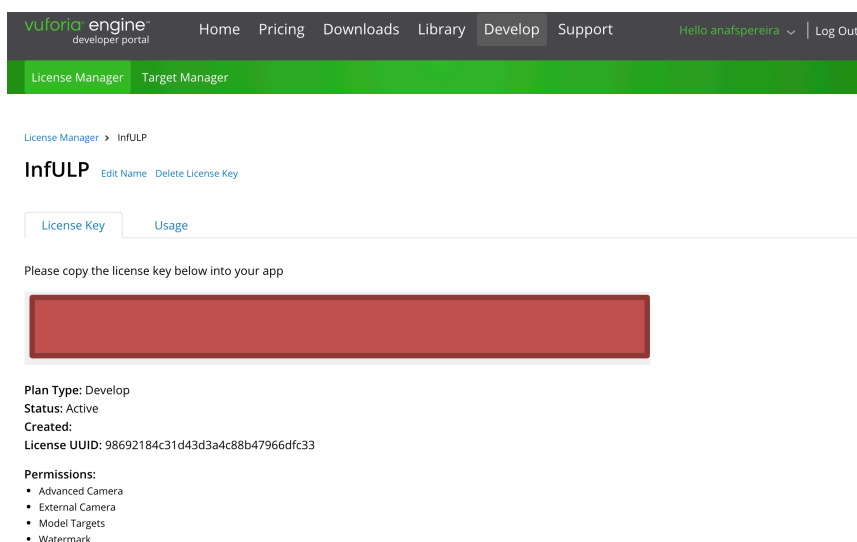 vuforia engine™ Home Pricing Downloads Library Develop Support Hello anafspereira Log Out
developer portal
License Manager Target Manager
License Manager > InfULP
InfULP Edit Name Delete License Key
License Key Usage
Please copy the license key below into your app
Plan Type: Develop
Status: Active
Created:
License UUID: 98692184c31d43d3a4c88b47966dfc33
Permissions:
• Advanced Camera
• External Camera
• Model Targets
• Watermark